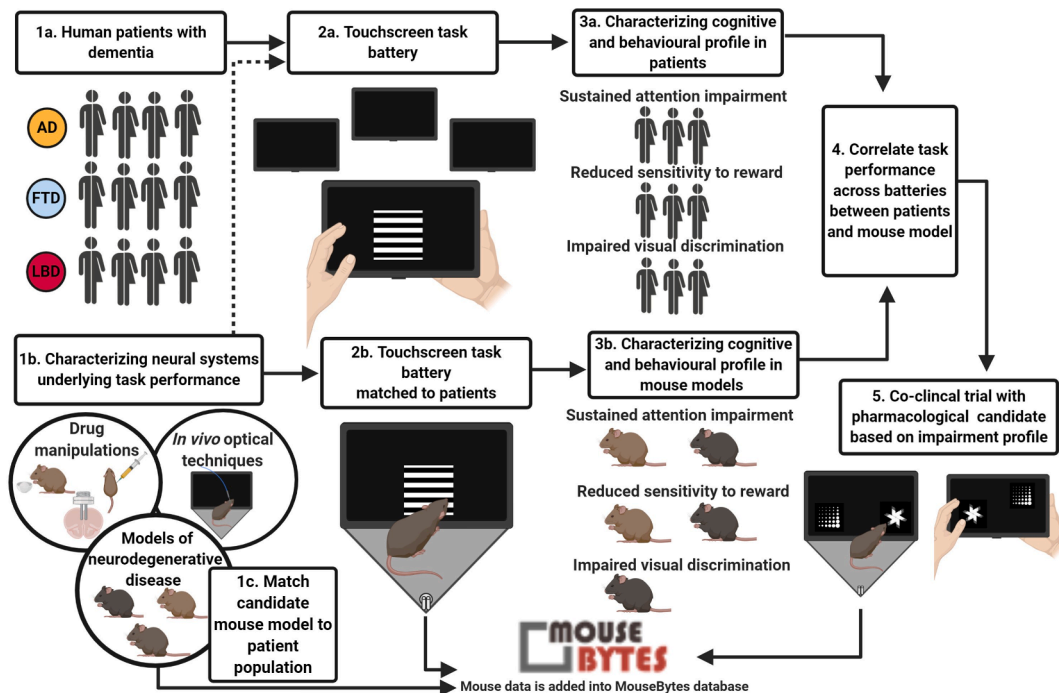 1a. Human patients with
dementia
2a. Touchscreen task
battery
3a. Characterizing cognitive
and behavioural profile in
patients
AD
FTD
LBD
Sustained attention impairment
Reduced sensitivity to reward
Impaired visual discrimination
4. Correlate task
performance
across batteries
between patients
and mouse model
1b. Characterizing neural systems
underlying task performance
2b. Touchscreen task
battery
matched to patients
3b. Characterizing cognitive
and behavioural profile in
mouse models
5. Co-clincal trial with
pharmacological candidate
based on impairment profile
Drug
manipulations
In vivo optical
techniques
Models of
neurodegenerative
disease
1c. Match
candidate
mouse model to
patient
population
Sustained attention impairment
Reduced sensitivity to reward
Impaired visual discrimination
MOUSE
BYTES
Mouse data is added into MouseBytes database